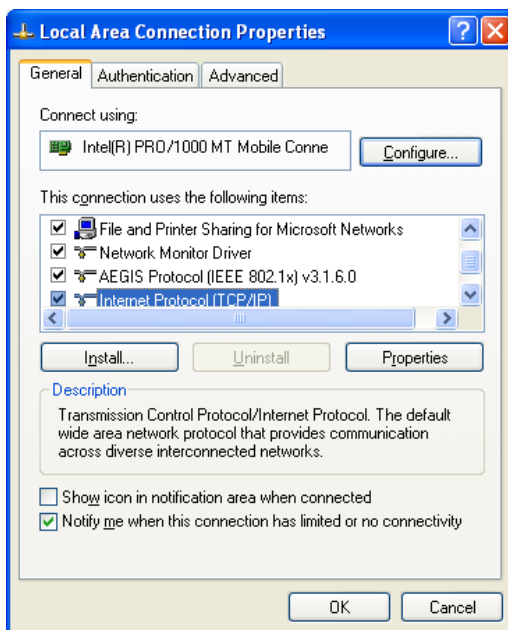 Local Area Connection Properties
General Authentication Advanced
Connect using:
Intel(R) PRO/1000 MT Mobile Conne
Configure...
This connection uses the following items:
File and Printer Sharing for Microsoft Networks
Network Monitor Driver
AEGIS Protocol (IEEE 802.1x) v3.1.6.0
Internet Protocol (TCP/IP)
Install... Uninstall Properties
Description
Transmission Control Protocol/Internet Protocol. The default
wide area network protocol that provides communication
across diverse interconnected networks.
Show icon in notification area when connected
Notify me when this connection has limited or no connectivity
OK Cancel